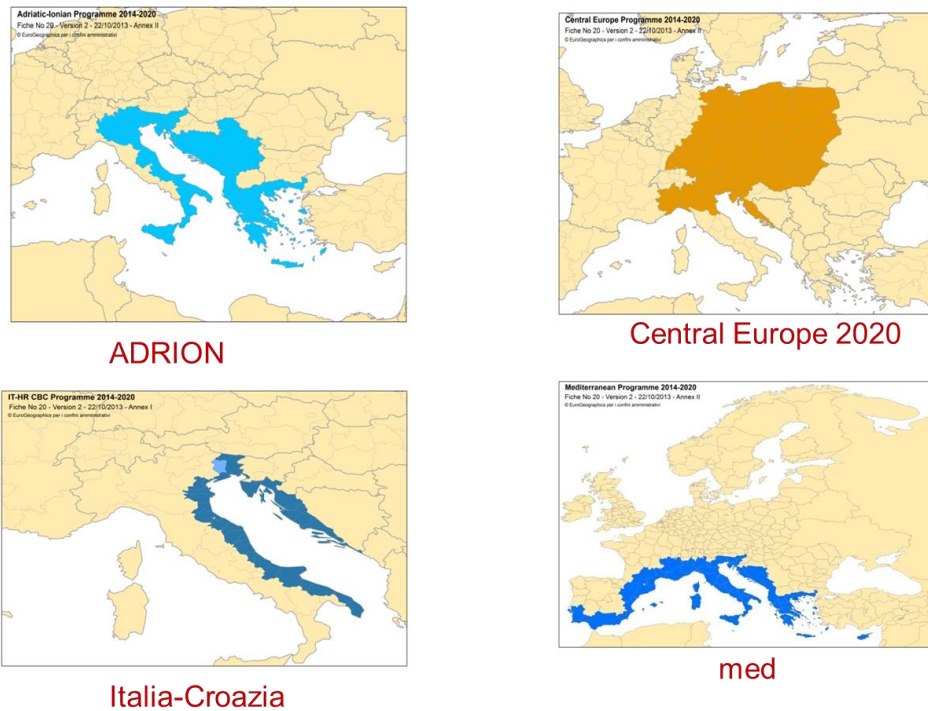 Adriatic-Ionian Programme 2014-2020
Fiche No 20 - Version 2 - 22/10/2013 - Annex II
© EuroGeographics per i confini amministrativi
ADRION
Central Europe Programme 2014-2020
Fiche No 20 - Version 2 - 22/10/2013 - Annex II
© EuroGeographics per i confini amministrativi
Central Europe 2020
IT-HR CBC Programme 2014-2020
Fiche No 20 - Version 2 - 22/10/2013 - Annex I
© EuroGeographics per i confini amministrativi
Italia-Croazia
Mediterranean Programme 2014-2020
Fiche No 20 - Version 2 - 22/10/2013 - Annex II
© EuroGeographics per i confini amministrativi
med